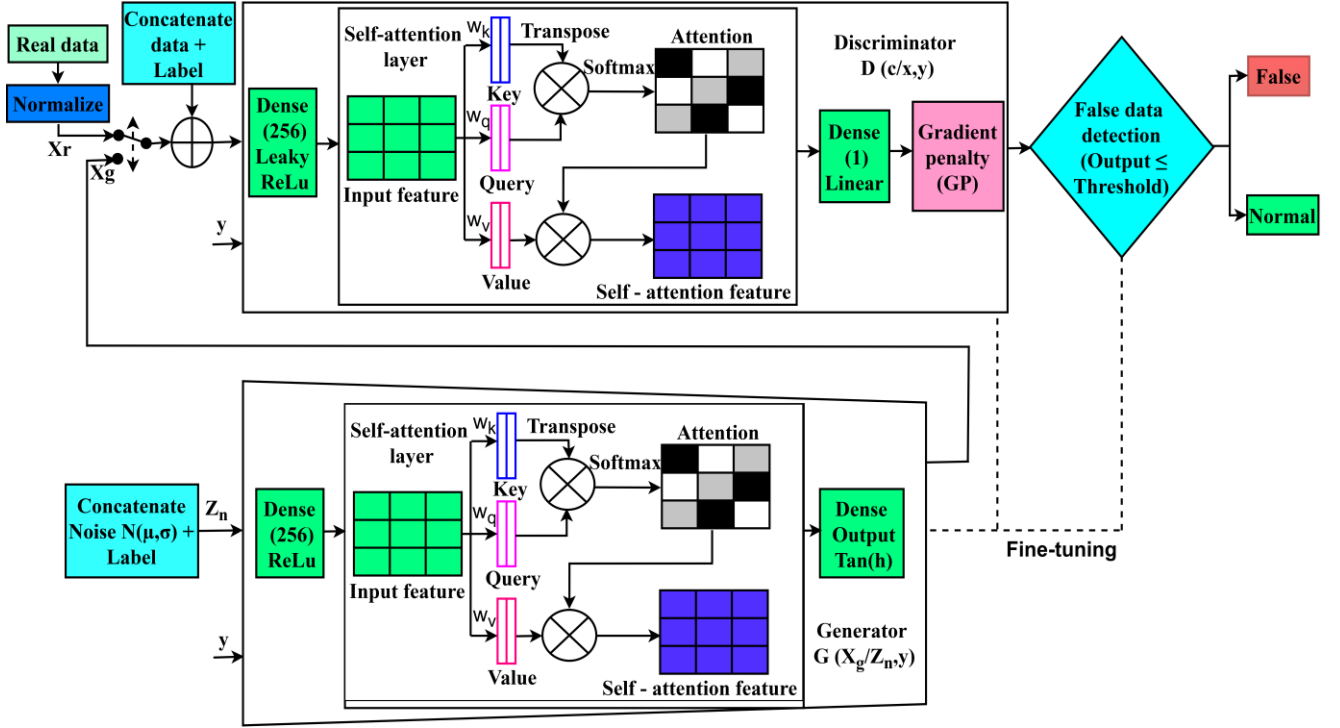 Real data
Normalize
Xr
Xg
Concatenate
data +
Label
y
Dense
(256)
Leaky
ReLu
Self-attention
layer
Input feature
Wk
Wq
Wv
Key
Query
Value
Transpose
Softmax
Attention
Self - attention feature
Discriminator
D (c/x,y)
Dense
(1)
Linear
Gradient
penalty
(GP)
False data
detection
(Output ≤
Threshold)
False
Normal
Concatenate
Noise N(μ,σ) +
Label
Zn
y
Dense
(256)
ReLu
Self-attention
layer
Input feature
Wk
Wq
Wv
Key
Query
Value
Transpose
Softmax
Attention
Self - attention feature
Dense
Output
Tan(h)
Generator
G (Xg/Zn,y)
Fine-tuning